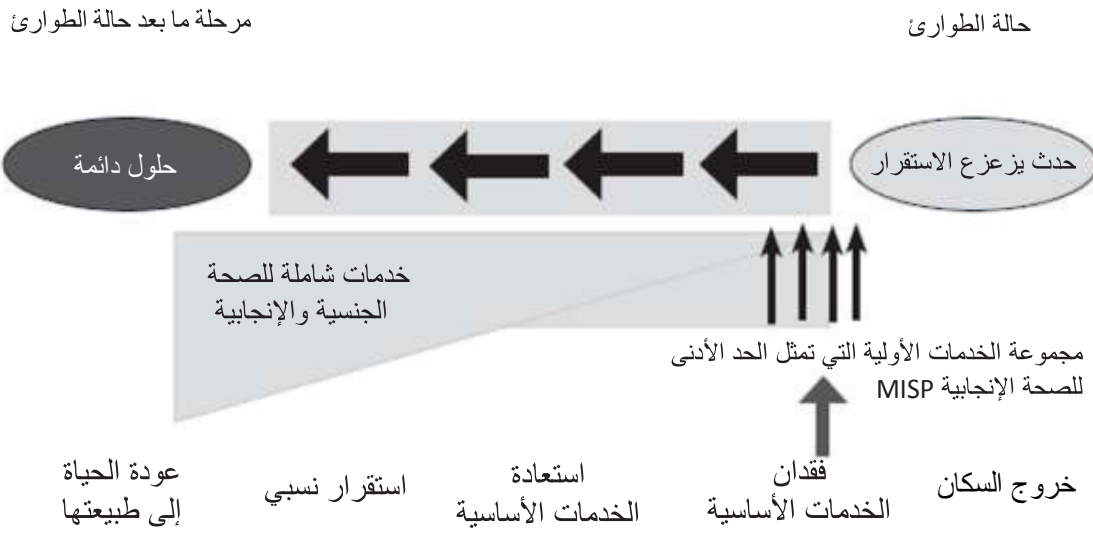 حالة الطوارئ
مرحلة ما بعد حالة الطوارئ
حدث يزعزع الاستقرار
حلول دائمة
خدمات شاملة للصحة
الجنسية والإنجابية
مجموعة الخدمات الأولية التي تمثل الحد الأدنى
للصحة الإنجابية MISP
خروج السكان
فقدان
الخدمات الأساسية
استعادة
الخدمات الأساسية
استقرار نسبي
عودة الحياة
إلى طبيعتها